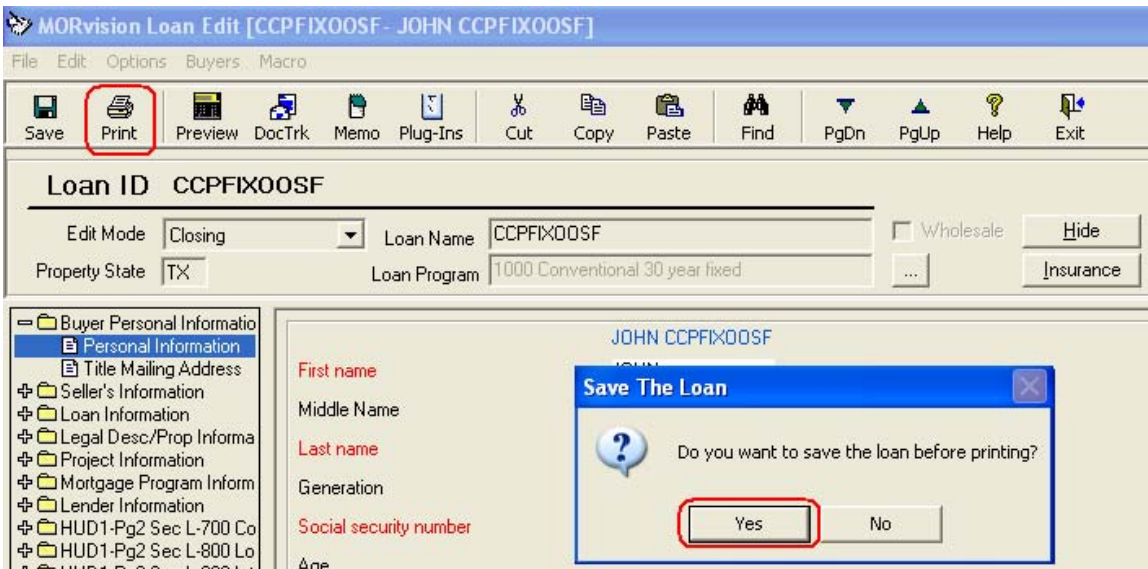 MORvision Loan Edit [CCPFIXOOSF- JOHN CCPFIXOOSF]
File Edit Options Buyers Macro
Save Print Preview DocTrk Memo Plug-Ins Cut Copy Paste Find PgDn PgUp Help Exit
Loan ID CCPFIXOOSF
Edit Mode Closing Loan Name CCPFIXOOSF Wholesale Hide
Property State TX Loan Program 1000 Conventional 30 year fixed ... Insurance
Buyer Personal Informatio
Personal Information
Title Mailing Address
Seller's Information
Loan Information
Legal Desc/Prop Informa
Project Information
Mortgage Program Inform
Lender Information
HUD1-Pg2 Sec L-700 Co
HUD1-Pg2 Sec L-800 Lo
JOHN CCPFIXOOSF
First name JOHN
Middle Name
Last name
Generation
Social security number
Age
Save The Loan
Do you want to save the loan before printing?
Yes No